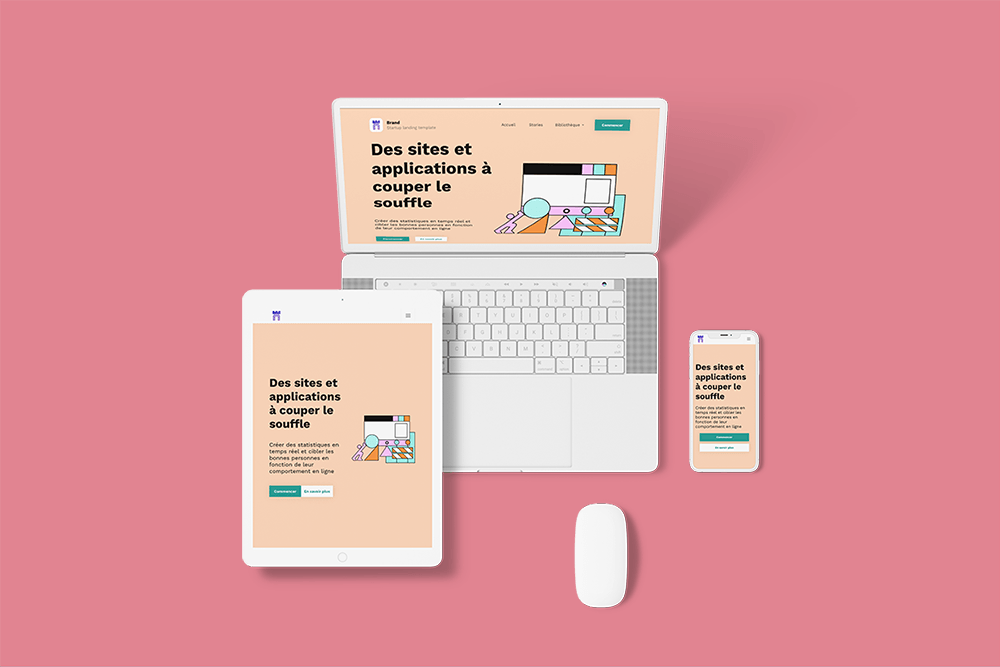 Brand
Startup landing template
Accueil Stories Bibliothèque
Commencer
Des sites et
applications à
couper le
souffle
Créer des statistiques en temps réel et
cibler les bonnes personnes en fonction
de leur comportement en ligne
Commencer En savoir plus
Des sites et
applications
à couper le
souffle
Créer des statistiques en
temps réel et cibler les
bonnes personnes en
fonction de leur
comportement en ligne
Commencer En savoir plus
Des sites et
applications
à couper le
souffle
Créer des statistiques en
temps réel et cibler les
bonnes personnes en
fonction de leur
comportement en ligne
Commencer
En savoir plus